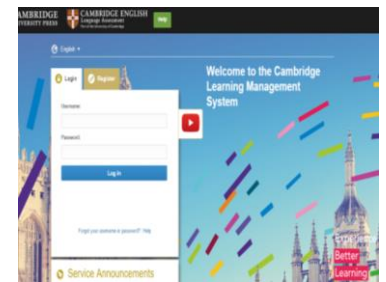 CAMBRIDGE
UNIVERSITY PRESS
CAMBRIDGE ENGLISH
Language Assessment
Help
English
Login
Register
Welcome to the Cambridge
Learning Management
System
Username:
Password:
Log in
Forgot your username or password? Help
Service Announcements
Better
Learning